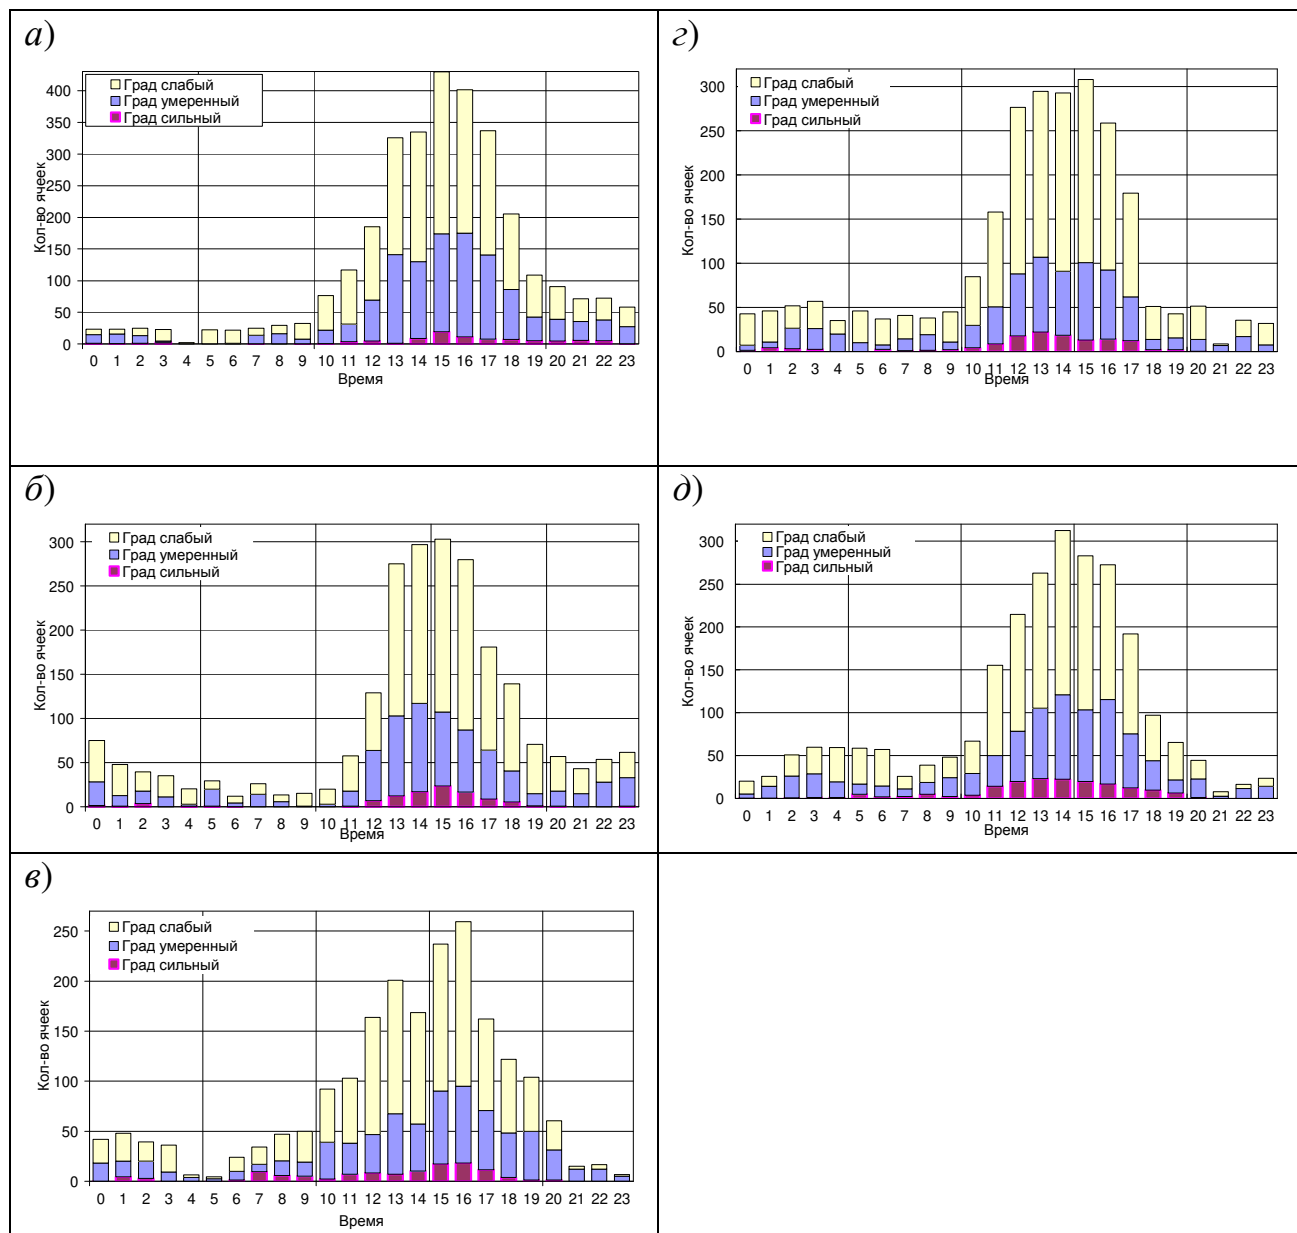 а)
Град слабый
Град умеренный
Град сильный
Кол-во ячеек
400
350
300
250
200
150
100
50
0
0 1 2 3 4 5 6 7 8 9 10 11 12 13 14 15 16 17 18 19 20 21 22 23
Время
г)
Град слабый
Град умеренный
Град сильный
Кол-во ячеек
300
250
200
150
100
50
0
0 1 2 3 4 5 6 7 8 9 10 11 12 13 14 15 16 17 18 19 20 21 22 23
Время
б)
Град слабый
Град умеренный
Град сильный
Кол-во ячеек
300
250
200
150
100
50
0
0 1 2 3 4 5 6 7 8 9 10 11 12 13 14 15 16 17 18 19 20 21 22 23
Время
д)
Град слабый
Град умеренный
Град сильный
Кол-во ячеек
300
250
200
150
100
50
0
0 1 2 3 4 5 6 7 8 9 10 11 12 13 14 15 16 17 18 19 20 21 22 23
Время
в)
Град слабый
Град умеренный
Град сильный
Кол-во ячеек
250
200
150
100
50
0
0 1 2 3 4 5 6 7 8 9 10 11 12 13 14 15 16 17 18 19 20 21 22 23
Время